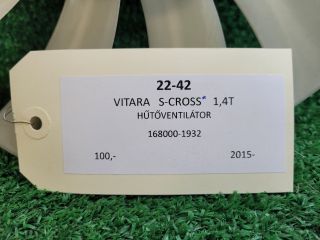 22-42
VITARA S-CROSS* 1,4T
HŰTŐVENTILÁTOR
168000-1932
100,- 2015-